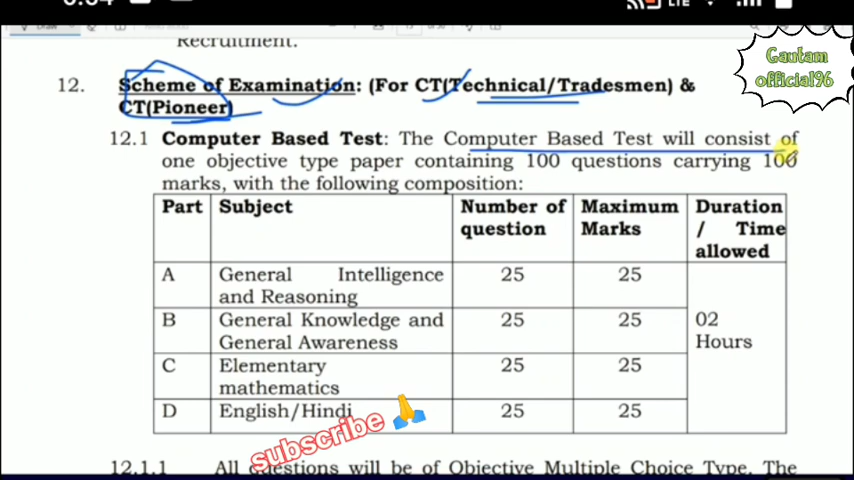 LTE
Gautam
official96
Recruitment.
12. Scheme of Examination: (For CT(Technical/Tradesmen) &
CT(Pioneer)
12.1 Computer Based Test: The Computer Based Test will consist of
one objective type paper containing 100 questions carrying 100
marks, with the following composition:
Part Subject Number of question Maximum Marks Duration / Time allowed
A General Intelligence and Reasoning 25 25
B General Knowledge and General Awareness 25 25 02 Hours
C Elementary mathematics 25 25
D English/Hindi 25 25
subscribe
12.1.1 All questions will be of Objective Multiple Choice Type. The